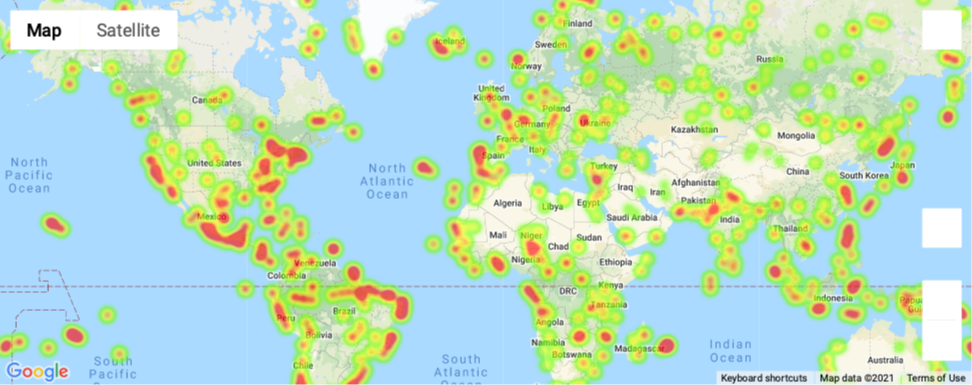 Map
Satellite
Iceland
Finland
Sweden
Norway
Russia
Canada
United
Kingdom
Poland
Germany
Ukraine
France
Kazakhstan
Mongolia
Italy
North
Pacific
Ocean
United States
North
Atlantic
Ocean
Spain
Turkey
China
South Korea
Japan
Afghanistan
Iraq
Iran
Pakistan
Algeria
Libya
Egypt
Saudi Arabia
India
Mexico
Mali
Niger
Chad
Sudan
Thailand
Nigeria
Ethiopia
Venezuela
Colombia
DRC
Kenya
Tanzania
Indonesia
Papua
Peru
Brazil
Angola
Bolivia
Namibia
Botswana
Madagascar
Indian
Ocean
Chile
South
Pacific
South
Atlantic
Australia
Google
Keyboard shortcuts
Map data ©2021
Terms of Use